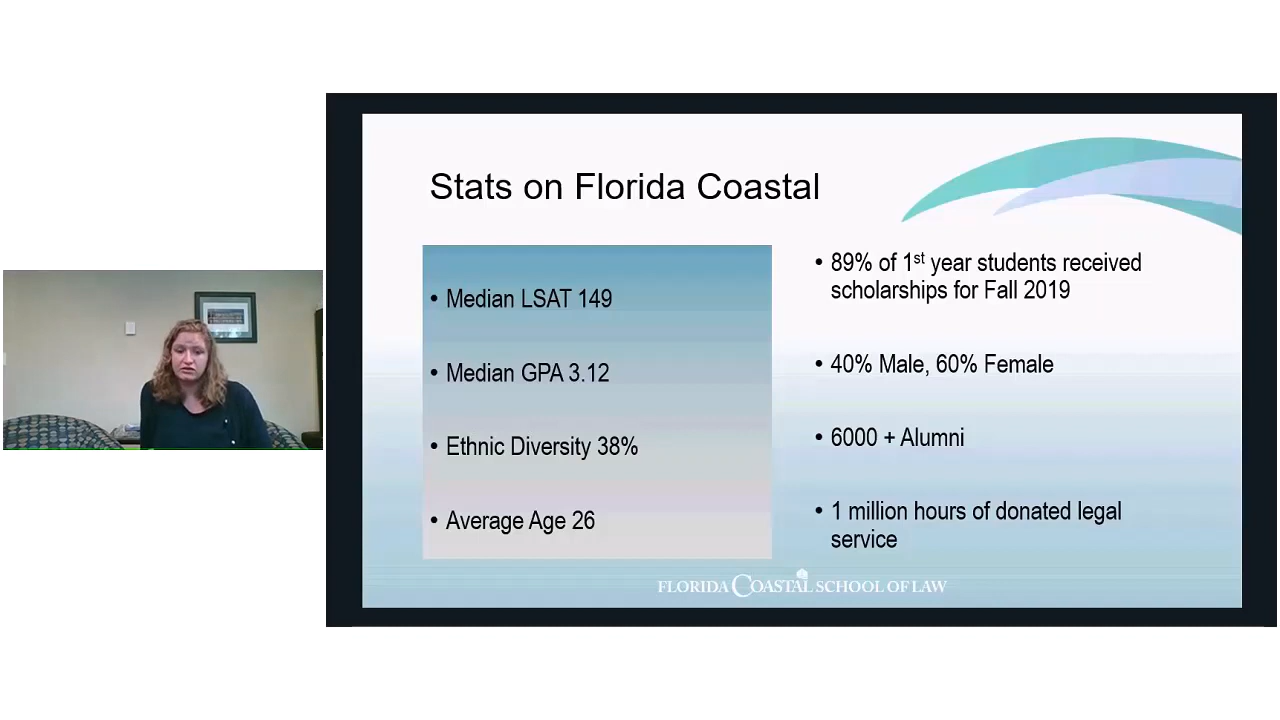 Stats on Florida Coastal
• Median LSAT 149
• Median GPA 3.12
• Ethnic Diversity 38%
• Average Age 26
• 89% of 1st year students received
scholarships for Fall 2019
• 40% Male, 60% Female
• 6000 + Alumni
• 1 million hours of donated legal
service
FLORIDA COASTAL SCHOOL OF LAW